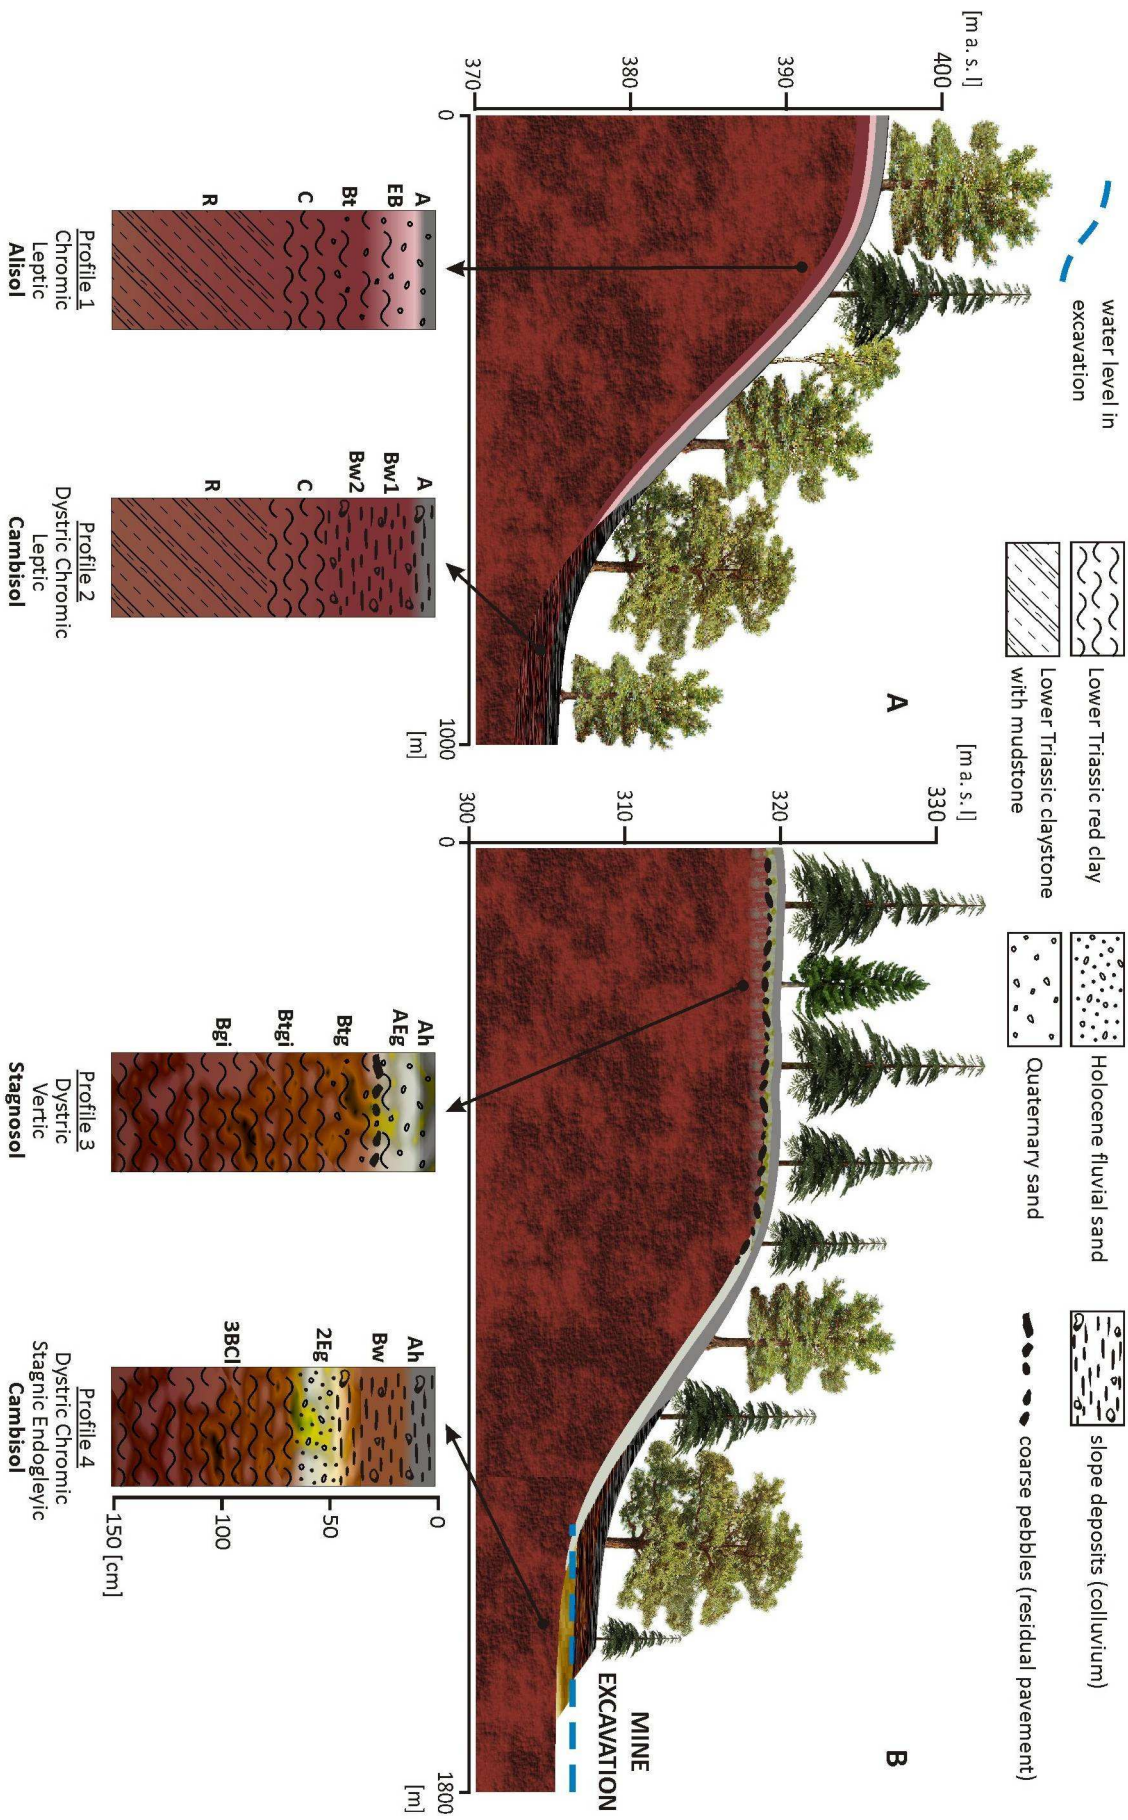 water level in
excavation
Lower Triassic red clay
Lower Triassic claystone
with mudstone
Holocene fluvial sand
Quaternary sand
slope deposits (colluvium)
coarse pebbles (residual pavement)
A
[m a. s. l]
400
390
380
370
0
1000
[m]
B
[m a. s. l]
330
320
310
300
0
1800
[m]
MINE
EXCAVATION
A
EB
Bt
C
R
Profile 1
Chromic
Leptic
Alisol
A
Bw1
Bw2
C
R
Profile 2
Dystric Chromic
Leptic
Cambisol
Ah
AEg
Btg
Btgi
Bgi
Profile 3
Dystric
Vertic
Stagnosol
Ah
Bw
2Eg
3BCl
Profile 4
Dystric Chromic
Stagnic Endogleyic
Cambisol
0
50
100
150 [cm]